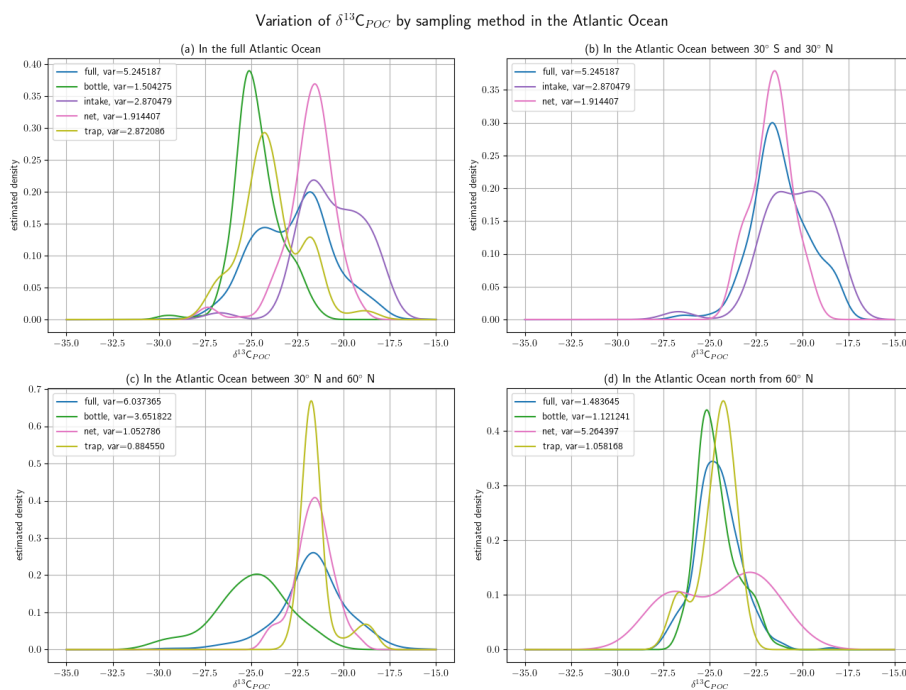 Variation of δ¹³C_POC by sampling method in the Atlantic Ocean
(a) In the full Atlantic Ocean
full, var=5.245187
bottle, var=1.504275
intake, var=2.870479
net, var=1.914407
trap, var=2.872086
estimated density
0.40
0.35
0.30
0.25
0.20
0.15
0.10
0.05
0.00
−35.0 −32.5 −30.0 −27.5 −25.0 −22.5 −20.0 −17.5 −15.0
δ¹³C_POC
(b) In the Atlantic Ocean between 30° S and 30° N
full, var=5.245187
intake, var=2.870479
net, var=1.914407
estimated density
0.35
0.30
0.25
0.20
0.15
0.10
0.05
0.00
−35.0 −32.5 −30.0 −27.5 −25.0 −22.5 −20.0 −17.5 −15.0
δ¹³C_POC
(c) In the Atlantic Ocean between 30° N and 60° N
full, var=6.037365
bottle, var=3.651822
net, var=1.052786
trap, var=0.884550
estimated density
0.7
0.6
0.5
0.4
0.3
0.2
0.1
0.0
−35.0 −32.5 −30.0 −27.5 −25.0 −22.5 −20.0 −17.5 −15.0
δ¹³C_POC
(d) In the Atlantic Ocean north from 60° N
full, var=1.483645
bottle, var=1.121241
net, var=5.264397
trap, var=1.058168
estimated density
0.4
0.3
0.2
0.1
0.0
−35.0 −32.5 −30.0 −27.5 −25.0 −22.5 −20.0 −17.5 −15.0
δ¹³C_POC